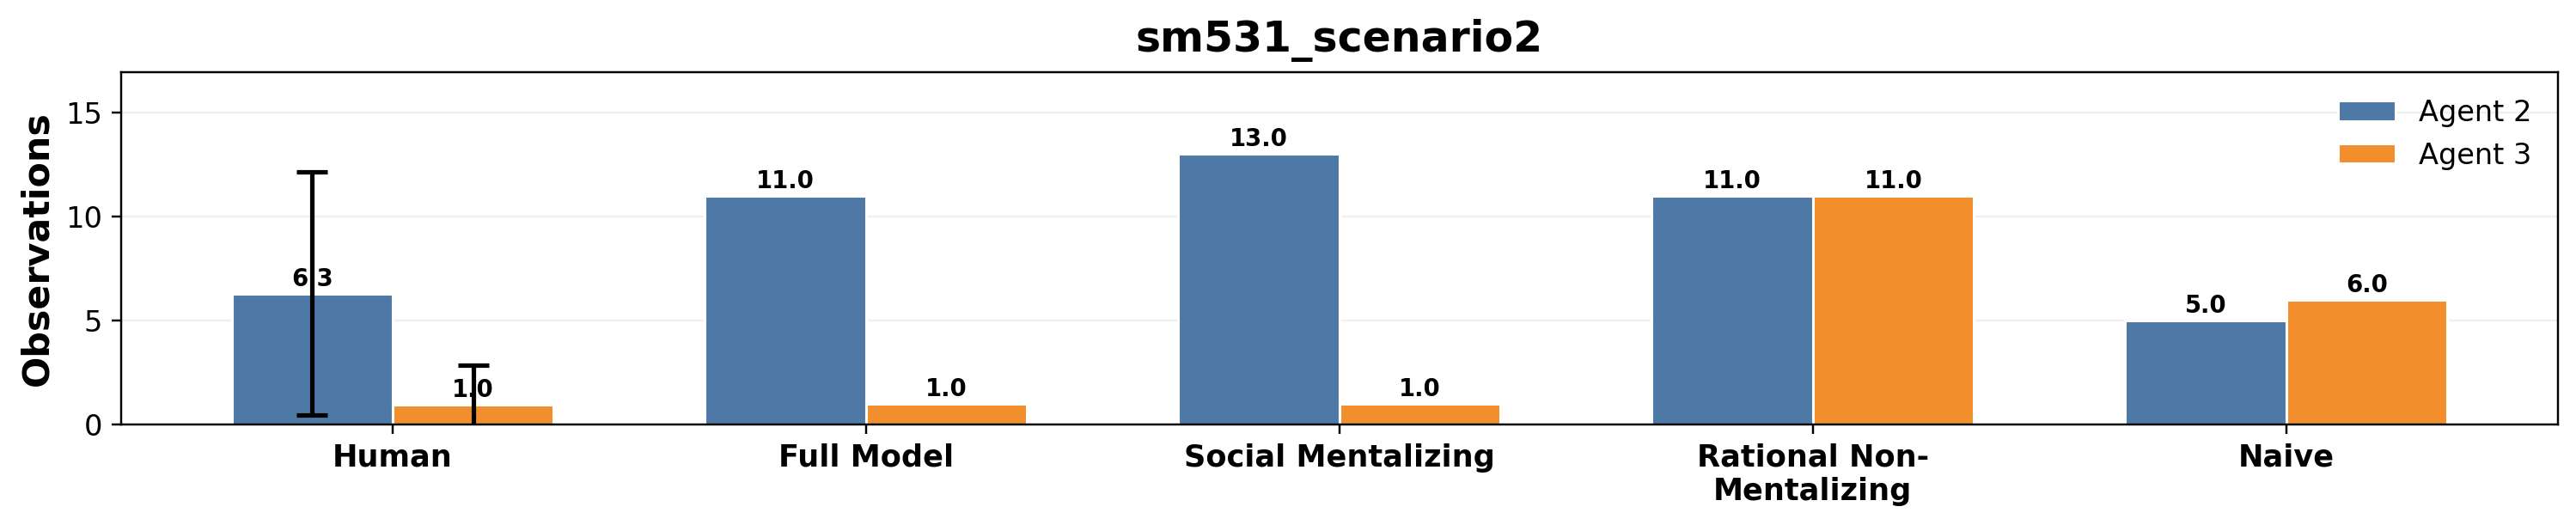 sm531_scenario2
Observations
15
10
5
0
Agent 2
Agent 3
6.3
1.0
11.0
1.0
13.0
1.0
11.0
11.0
5.0
6.0
Human
Full Model
Social Mentalizing
Rational Non-
Mentalizing
Naive